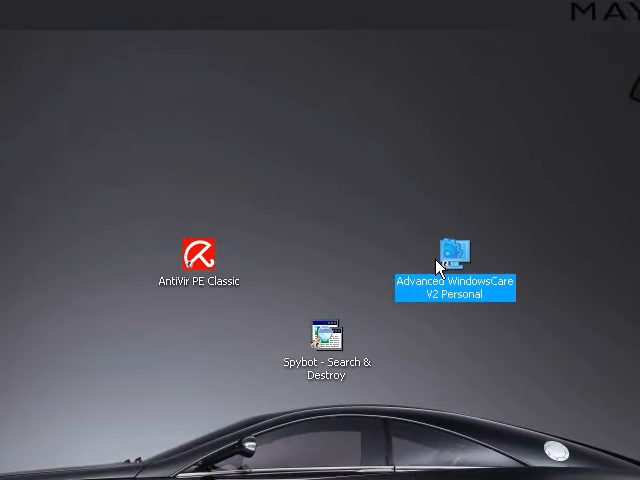 MAY
AntiVir PE Classic
Advanced WindowsCare
V2 Personal
Spybot - Search &
Destroy